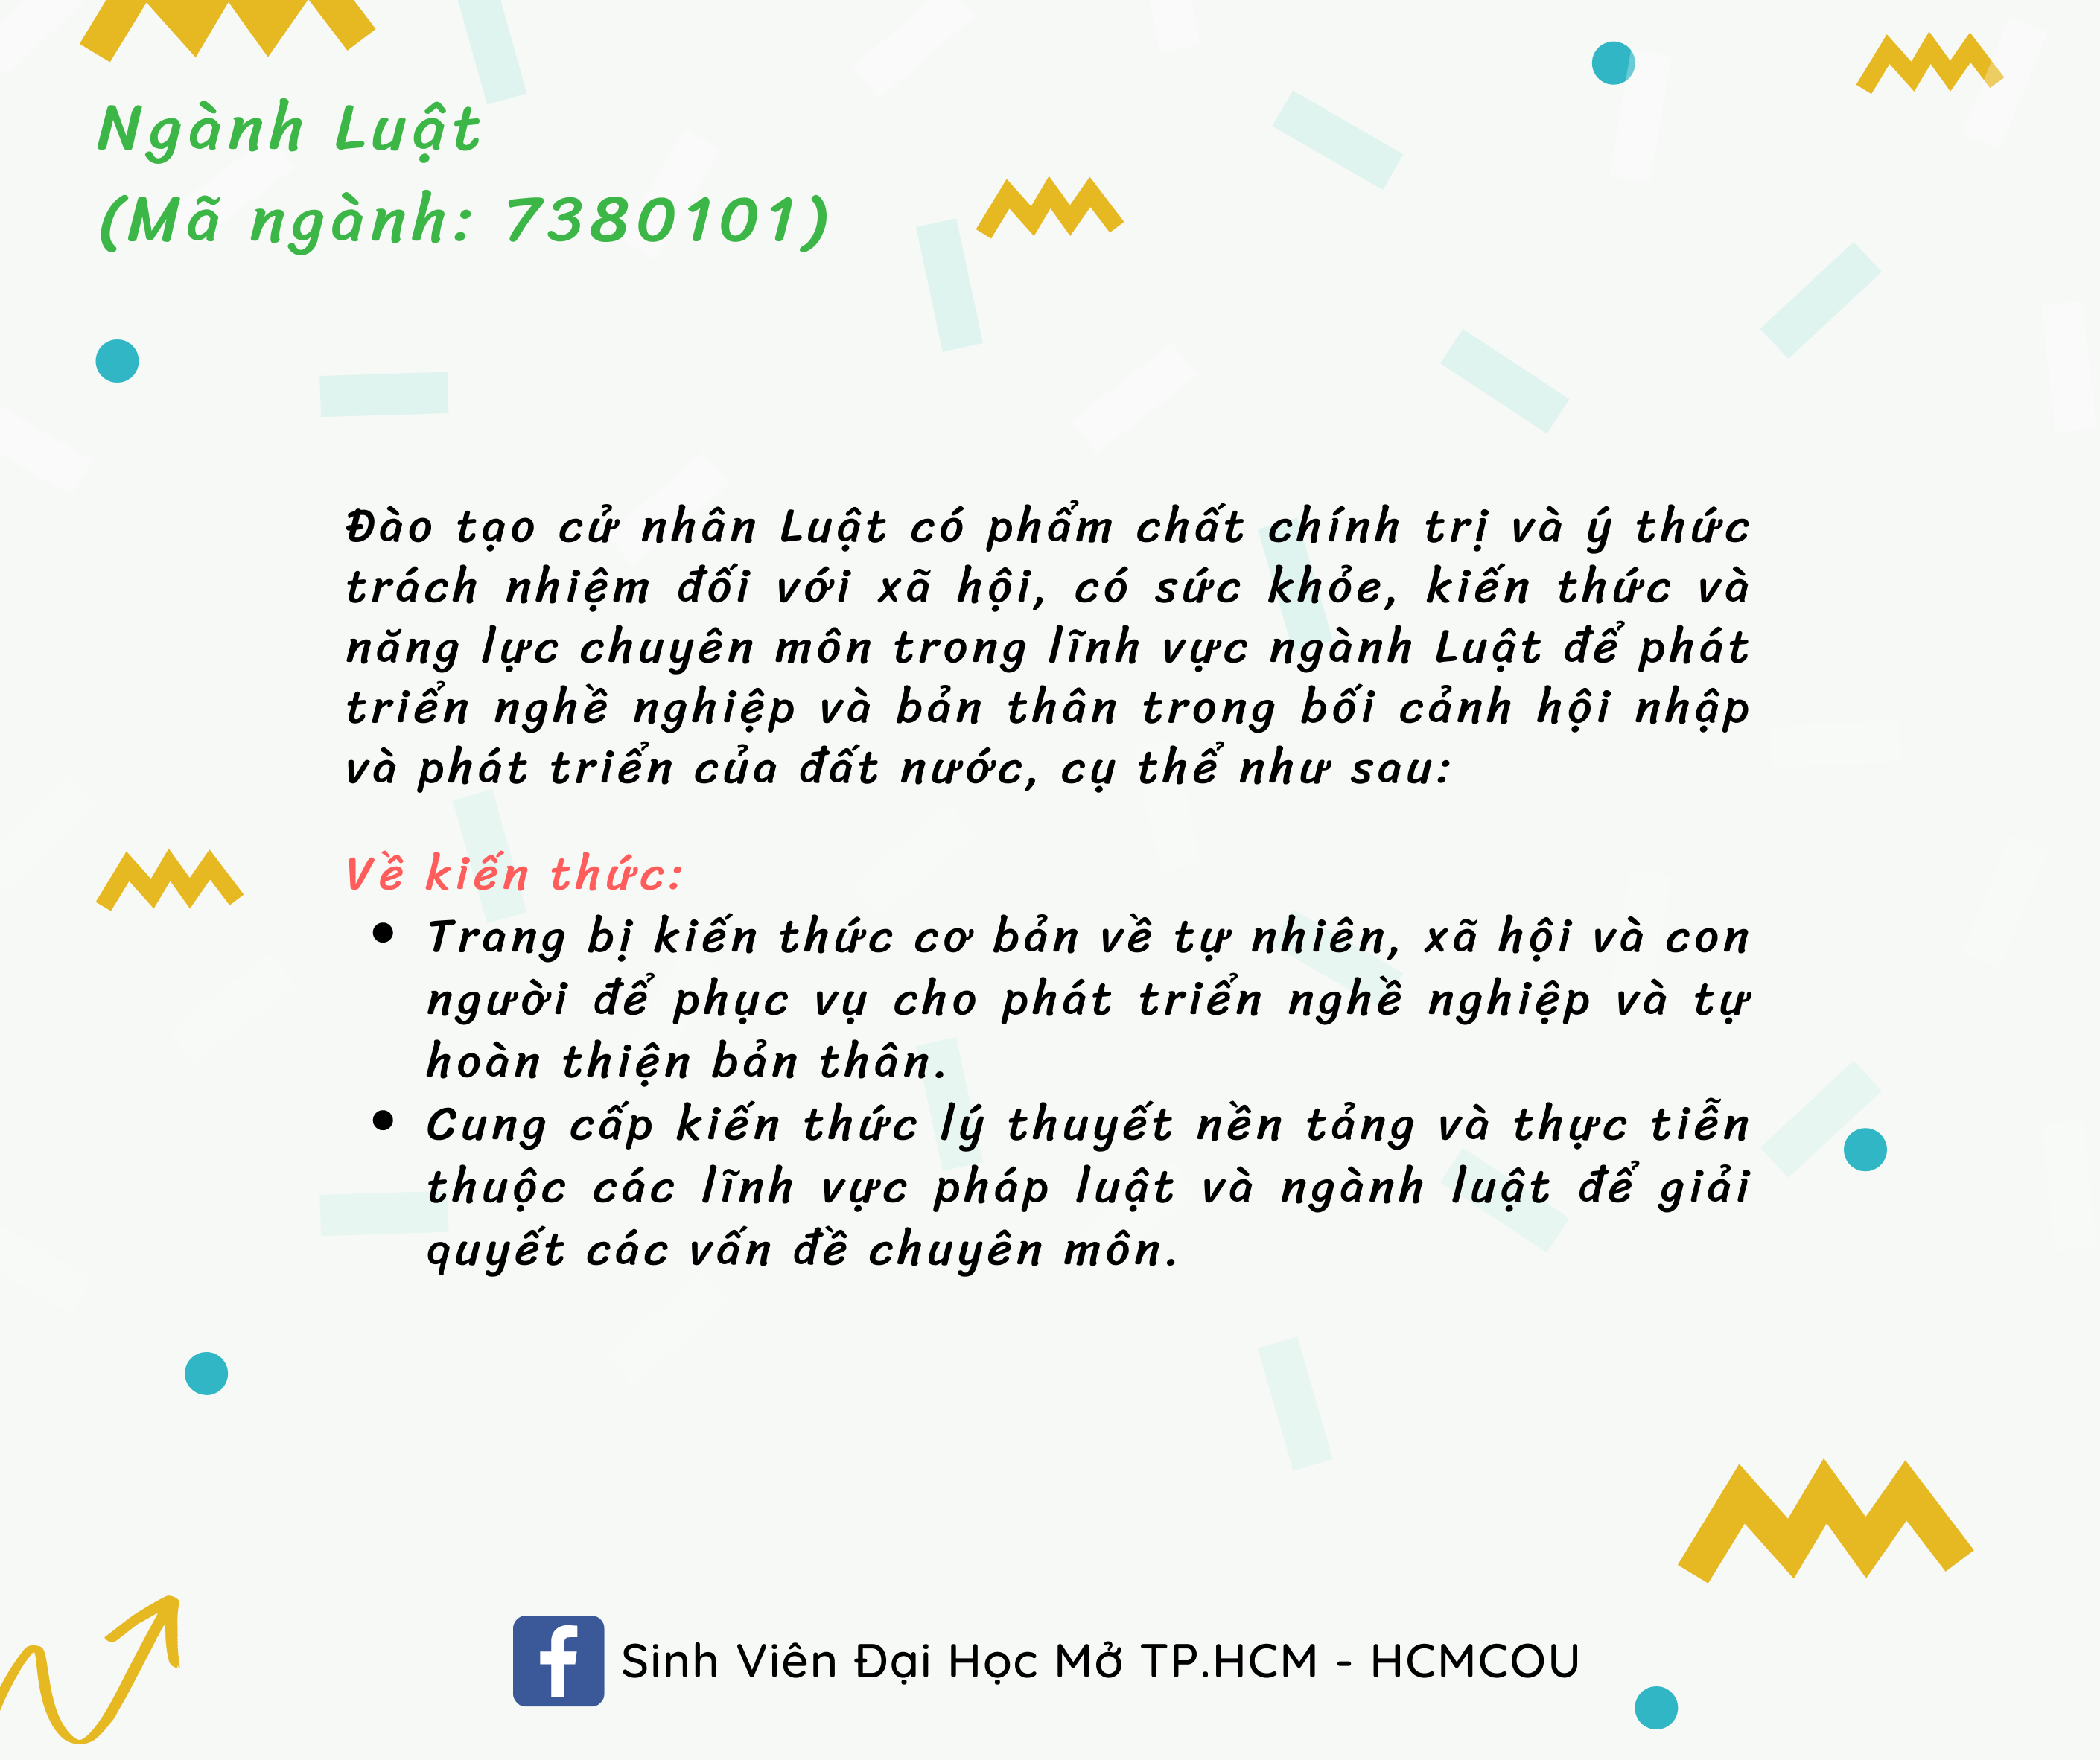 Ngành Luật
(Mã ngành: 7380101)
Đào tạo cử nhân Luật có phẩm chất chính trị và ý thức
trách nhiệm đối với xã hội, có sức khỏe, kiến thức và
năng lực chuyên môn trong lĩnh vực ngành Luật để phát
triển nghề nghiệp và bản thân trong bối cảnh hội nhập
và phát triển của đất nước, cụ thể như sau:
Về kiến thức:
• Trang bị kiến thức cơ bản về tự nhiên, xã hội và con
người để phục vụ cho phát triển nghề nghiệp và tự
hoàn thiện bản thân.
• Cung cấp kiến thức lý thuyết nền tảng và thực tiễn
thuộc các lĩnh vực pháp luật và ngành luật để giải
quyết các vấn đề chuyên môn.
Sinh Viên Đại Học Mở TP.HCM - HCMCOU